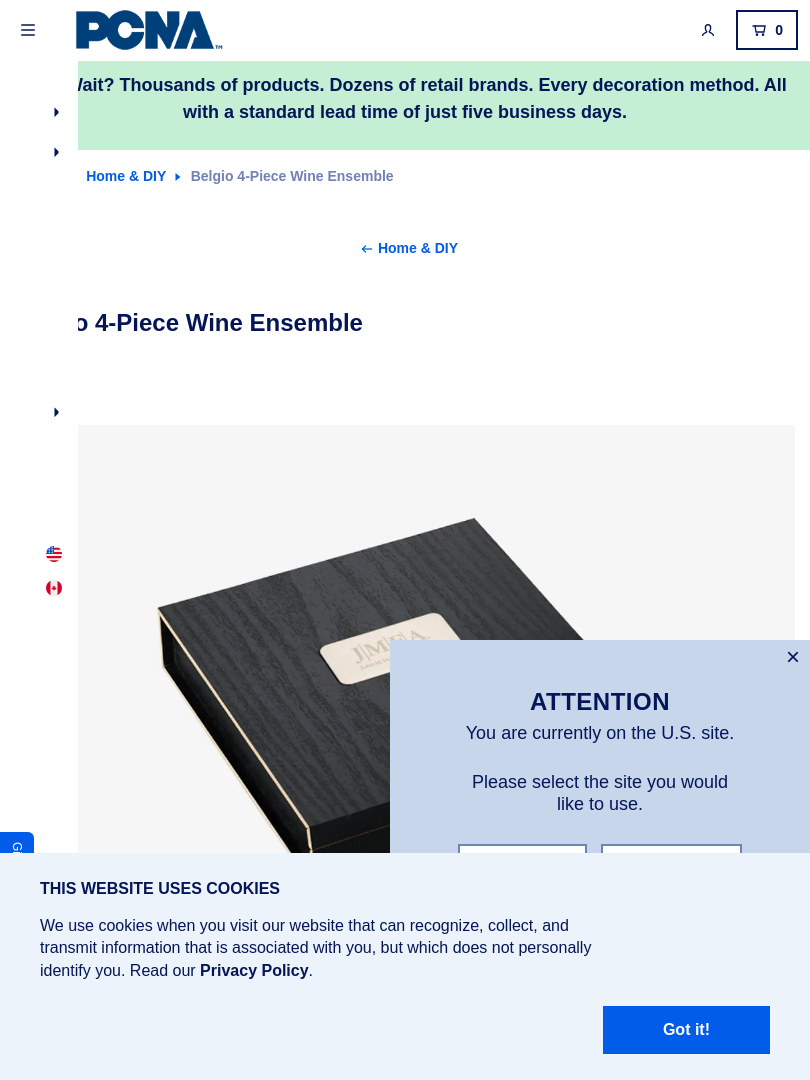 PCNA™
0
Wait? Thousands of products. Dozens of retail brands. Every decoration method. All
with a standard lead time of just five business days.
Home & DIY
Belgio 4-Piece Wine Ensemble
Home & DIY
4-Piece Wine Ensemble
ATTENTION
You are currently on the U.S. site.
Please select the site you would
like to use.
THIS WEBSITE USES COOKIES
We use cookies when you visit our website that can recognize, collect, and
transmit information that is associated with you, but which does not personally
identify you. Read our Privacy Policy.
Got it!